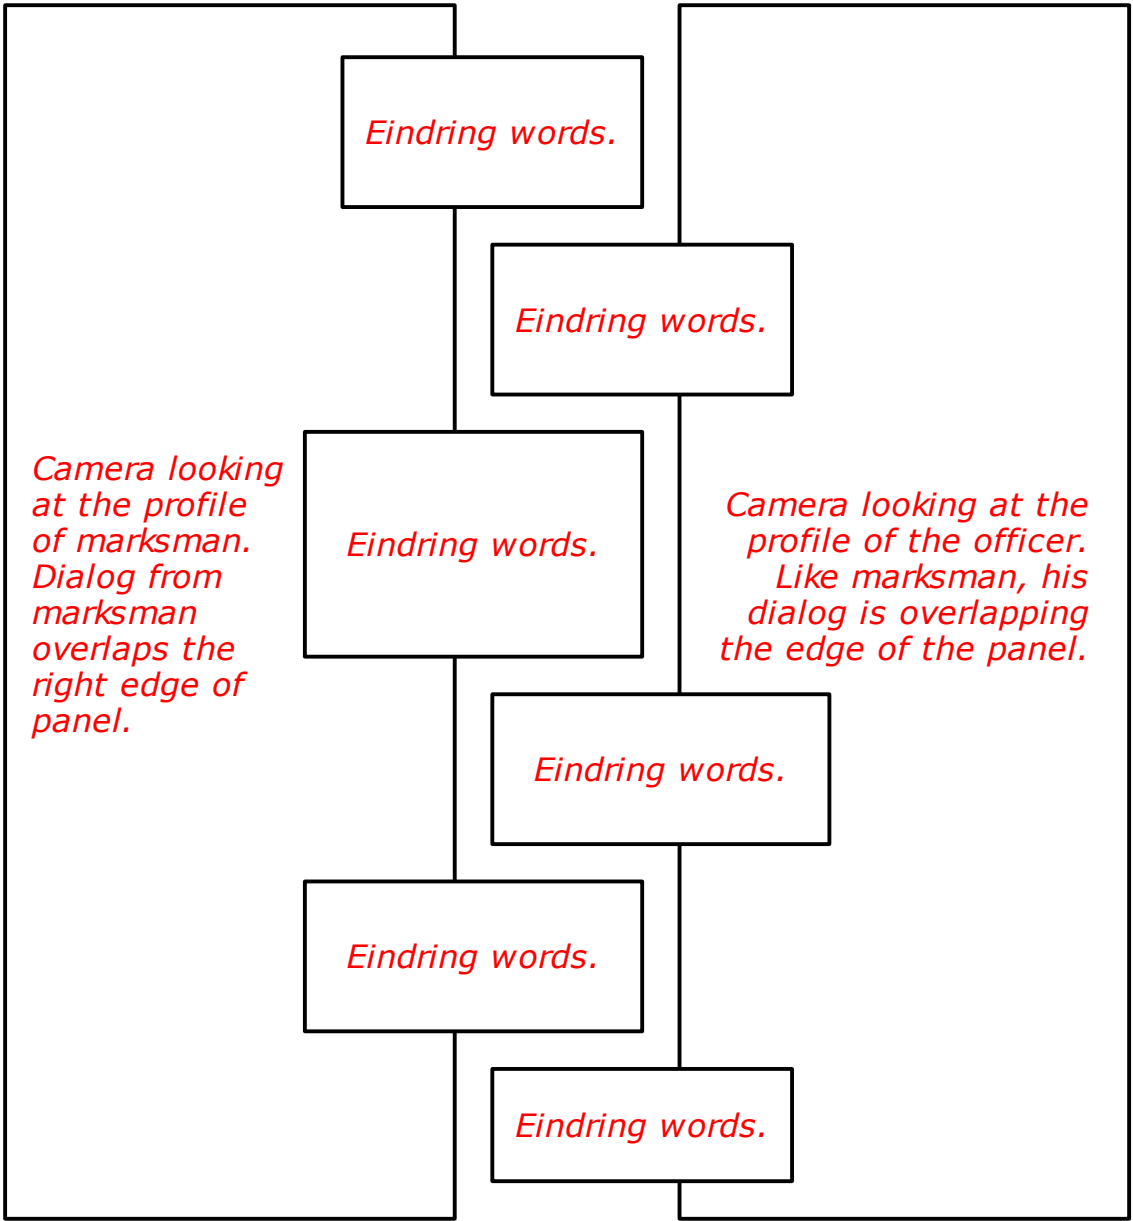 Eindring words.
Eindring words.
Camera looking
at the profile
of marksman.
Dialog from
marksman
overlaps the
right edge of
panel.
Eindring words.
Camera looking at the
profile of the officer.
Like marksman, his
dialog is overlapping
the edge of the panel.
Eindring words.
Eindring words.
Eindring words.